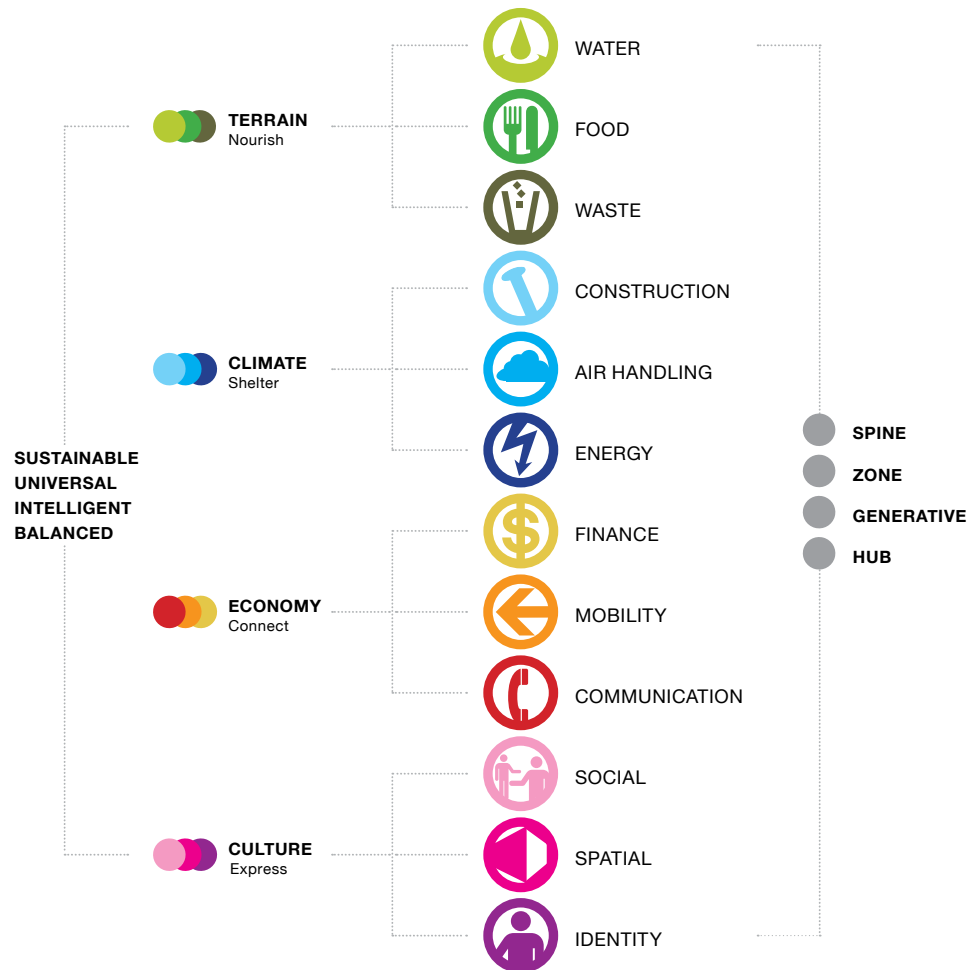 SUSTAINABLE
UNIVERSAL
INTELLIGENT
BALANCED
TERRAIN
Nourish
WATER
FOOD
WASTE
CLIMATE
Shelter
CONSTRUCTION
AIR HANDLING
ENERGY
ECONOMY
Connect
$
FINANCE
MOBILITY
COMMUNICATION
CULTURE
Express
SOCIAL
SPATIAL
IDENTITY
SPINE
ZONE
GENERATIVE
HUB